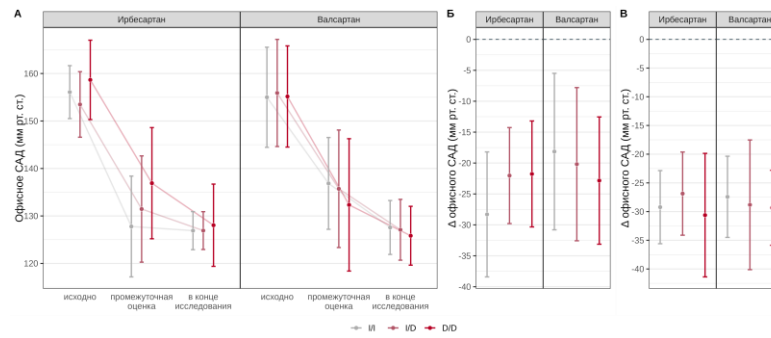 А
Ирбесартан
Валсартан
Офисное САД (мм рт. ст.)
160
150
140
130
120
исходно
промежуточная
оценка
в конце
исследования
исходно
промежуточная
оценка
в конце
исследования
Б
Ирбесартан
Валсартан
Δ офисного САД (мм рт. ст.)
0
-5
-10
-15
-20
-25
-30
-35
-40
В
Ирбесартан
Валсартан
Δ офисного САД (мм рт. ст.)
0
-5
-10
-15
-20
-25
-30
-35
-40
I/I
I/D
D/D